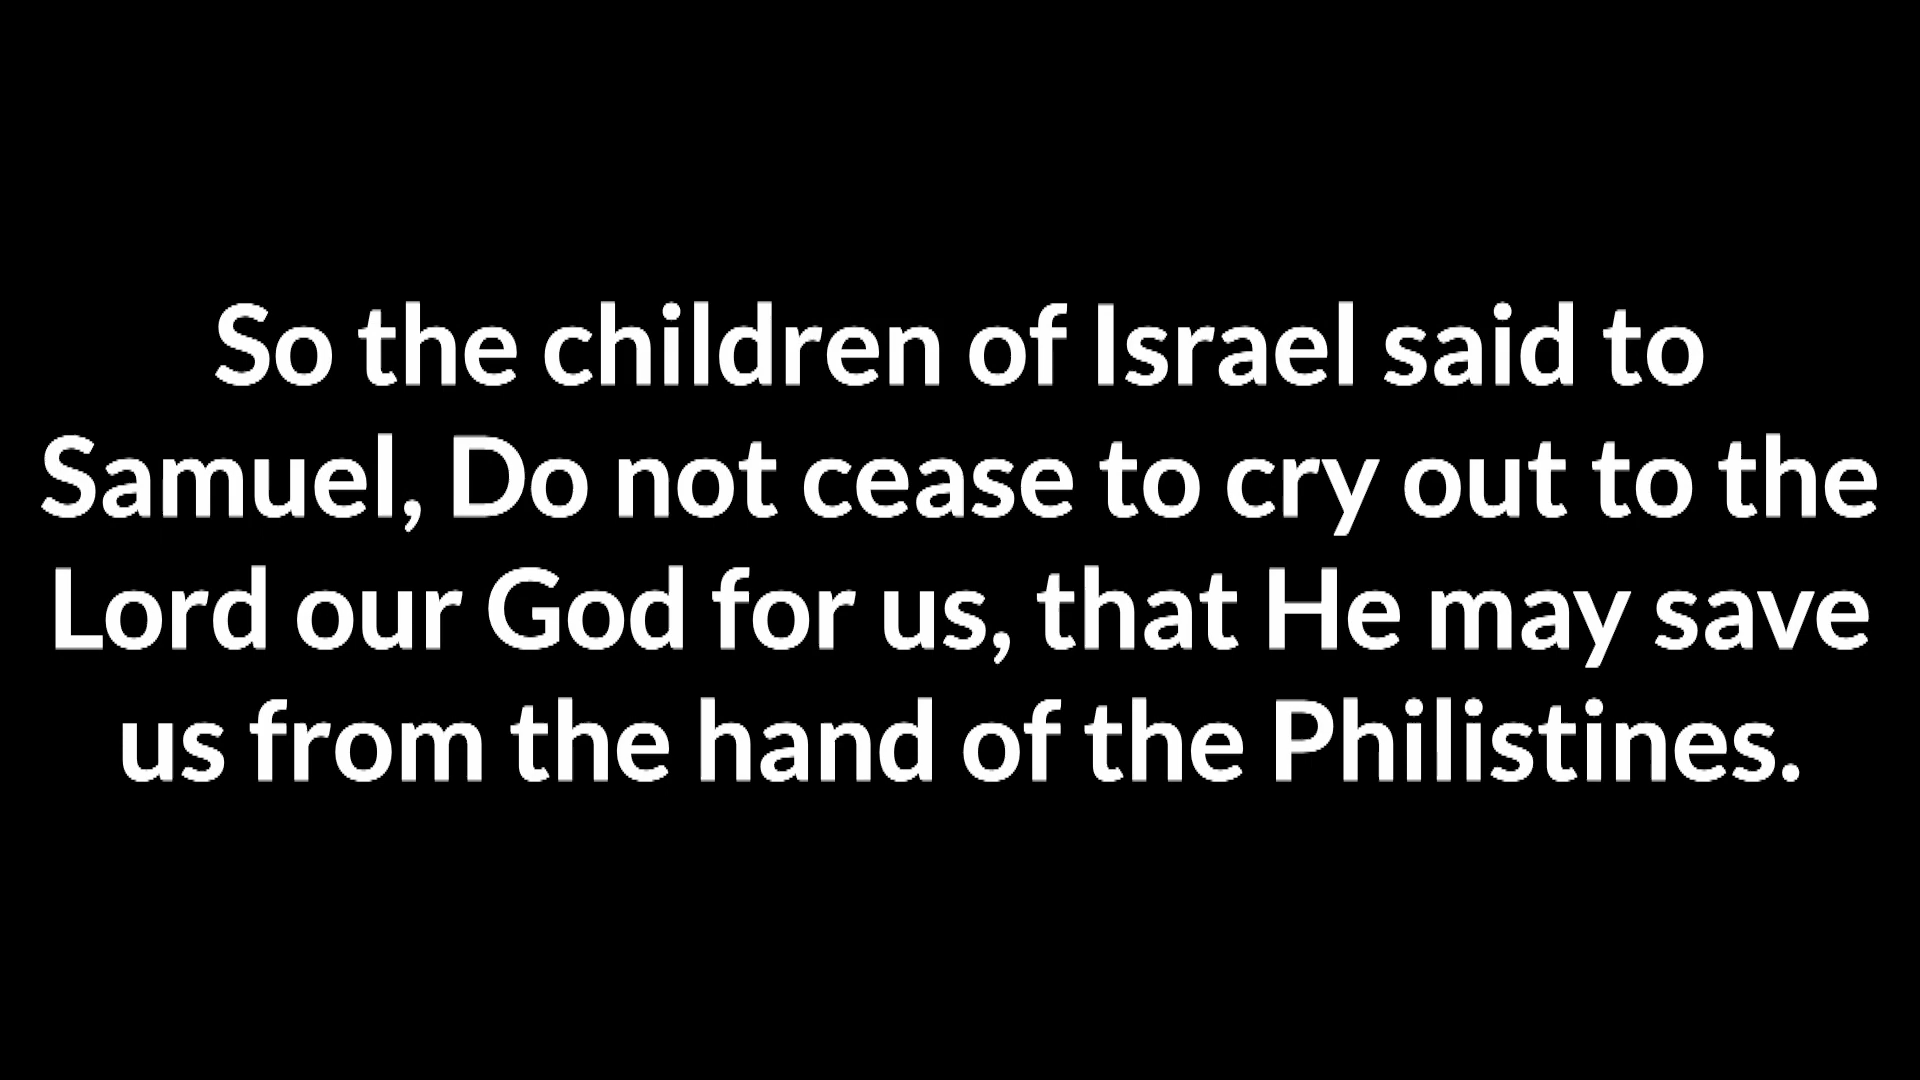 So the children of Israel said to
Samuel, Do not cease to cry out to the
Lord our God for us, that He may save
us from the hand of the Philistines.